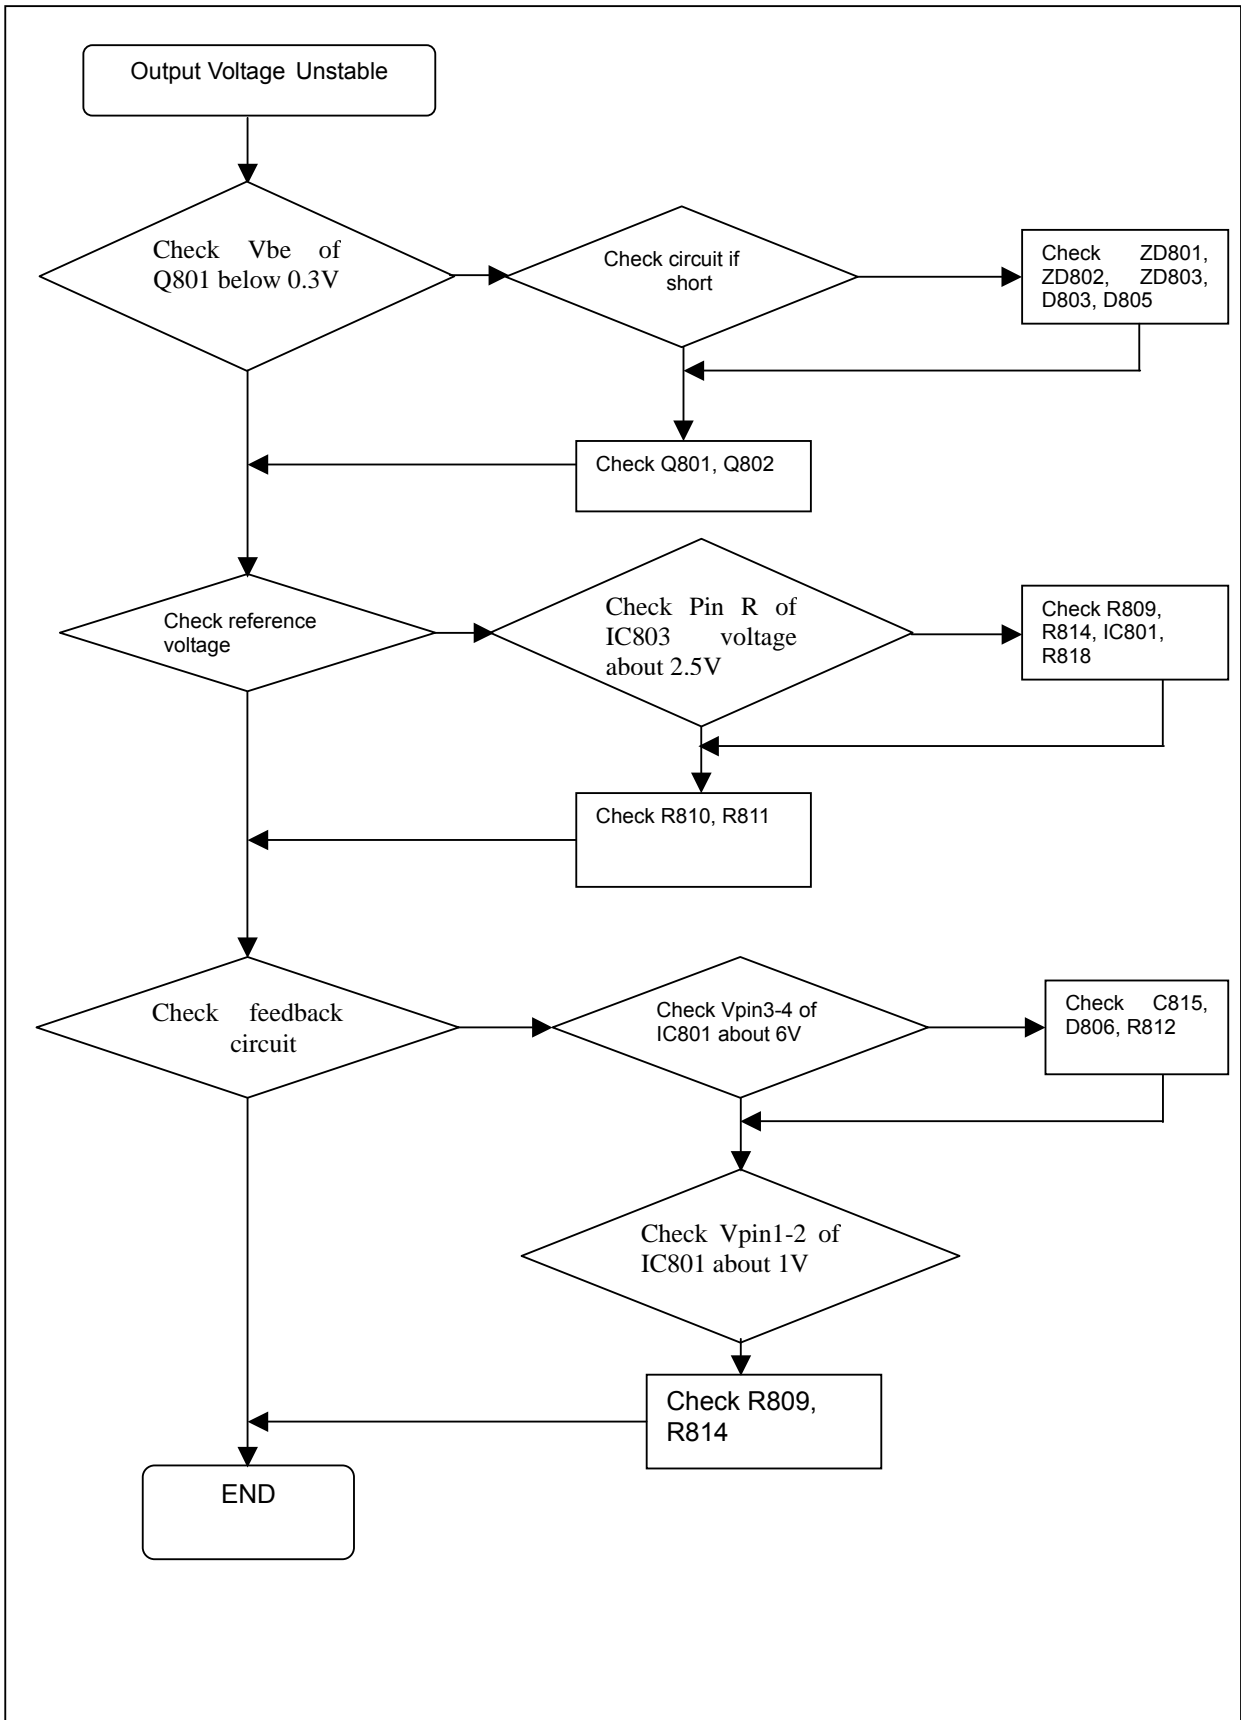 Output Voltage Unstable
Check Vbe of
Q801 below 0.3V
Check circuit if
short
Check ZD801,
ZD802, ZD803,
D803, D805
Check Q801, Q802
Check reference
voltage
Check Pin R of
IC803 voltage
about 2.5V
Check R809,
R814, IC801,
R818
Check R810, R811
Check feedback
circuit
Check Vpin3-4 of
IC801 about 6V
Check C815,
D806, R812
Check Vpin1-2 of
IC801 about 1V
Check R809,
R814
END